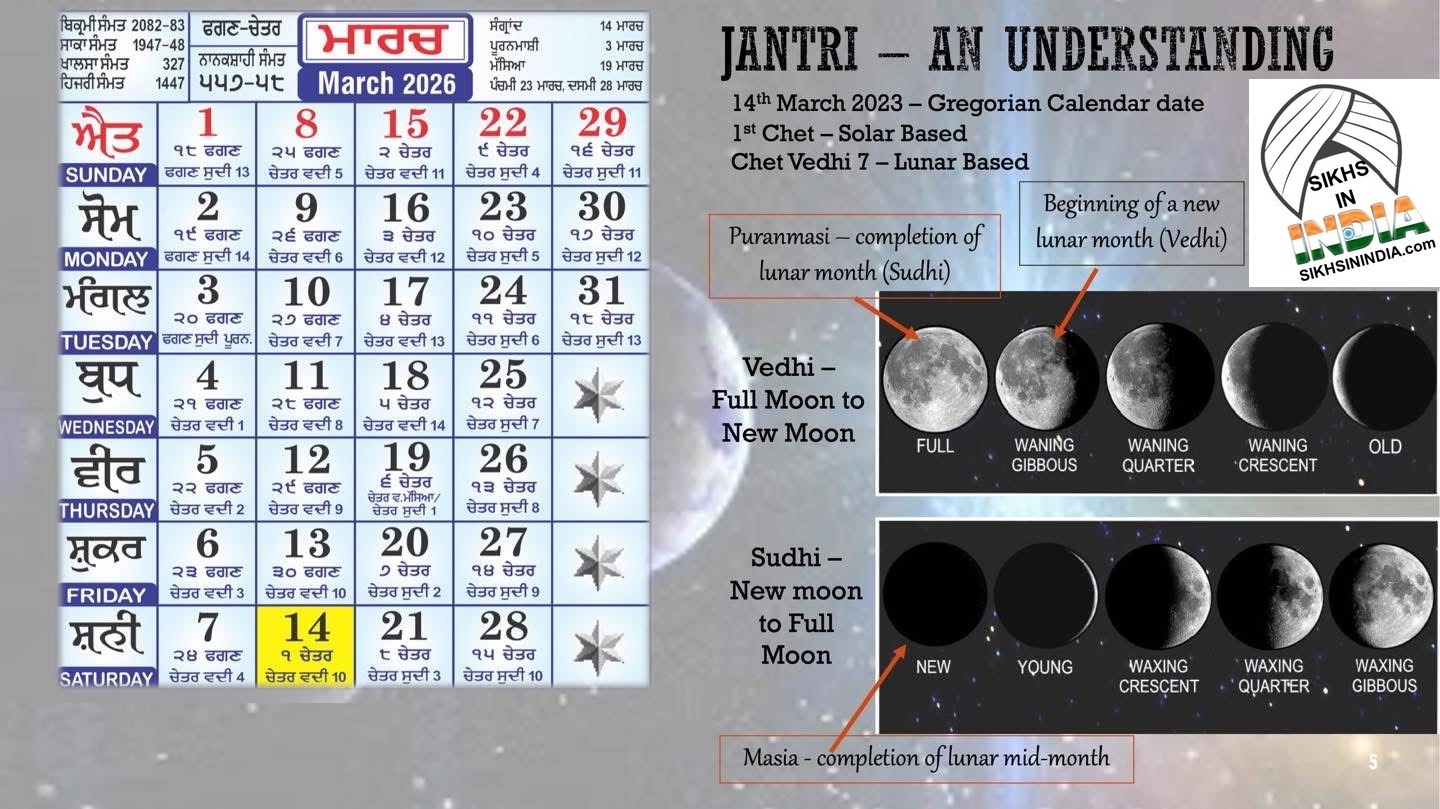 ਬਿਕ੍ਰਮੀ ਸੰਮਤ 2082-83
ਸਾਕਾ ਸੰਮਤ 1947-48
ਖਾਲਸਾ ਸੰਮਤ 327
ਹਿਜਰੀ ਸੰਮਤ 1447
ਫਗਣ-ਚੇਤਰ
ਨਾਨਕਸ਼ਾਹੀ ਸੰਮਤ
੫੫੭-੫੮
ਮਾਰਚ
March 2026
ਸੰਗ੍ਰਾਂਦ 14 ਮਾਰਚ
ਪੂਰਨਮਾਸ਼ੀ 3 ਮਾਰਚ
ਮੱਸਿਆ 19 ਮਾਰਚ
ਪੰਚਮੀ 23 ਮਾਰਚ, ਦਸਮੀ 28 ਮਾਰਚ
ਐਤ 1 8 15 22 29
੧੮ ਫਗਣ ੨੫ ਫਗਣ ੨ ਚੇਤਰ ੯ ਚੇਤਰ ੧੬ ਚੇਤਰ
SUNDAY ਫਗਣ ਸੁਦੀ 13 ਚੇਤਰ ਵਦੀ 5 ਚੇਤਰ ਵਦੀ 11 ਚੇਤਰ ਸੁਦੀ 4 ਚੇਤਰ ਸੁਦੀ 11
ਸੋਮ 2 9 16 23 30
੧੯ ਫਗਣ ੨੬ ਫਗਣ ੩ ਚੇਤਰ ੧੦ ਚੇਤਰ ੧੭ ਚੇਤਰ
MONDAY ਫਗਣ ਸੁਦੀ 14 ਚੇਤਰ ਵਦੀ 6 ਚੇਤਰ ਵਦੀ 12 ਚੇਤਰ ਸੁਦੀ 5 ਚੇਤਰ ਸੁਦੀ 12
ਮੰਗਲ 3 10 17 24 31
੨੦ ਫਗਣ ੨੭ ਫਗਣ ੪ ਚੇਤਰ ੧੧ ਚੇਤਰ ੧੮ ਚੇਤਰ
TUESDAY ਫਗਣ ਸੁਦੀ ਪੂਰਨ. ਚੇਤਰ ਵਦੀ 7 ਚੇਤਰ ਵਦੀ 13 ਚੇਤਰ ਸੁਦੀ 6 ਚੇਤਰ ਸੁਦੀ 13
ਬੁਧ 4 11 18 25
੨੧ ਫਗਣ ੨੮ ਫਗਣ ੫ ਚੇਤਰ ੧੨ ਚੇਤਰ
WEDNESDAY ਚੇਤਰ ਵਦੀ 1 ਚੇਤਰ ਵਦੀ 8 ਚੇਤਰ ਵਦੀ 14 ਚੇਤਰ ਸੁਦੀ 7
ਵੀਰ 5 12 19 26
੨੨ ਫਗਣ ੨੯ ਫਗਣ ੬ ਚੇਤਰ ੧੩ ਚੇਤਰ
THURSDAY ਚੇਤਰ ਵਦੀ 2 ਚੇਤਰ ਵਦੀ 9 ਚੇਤਰ ਵ.ਮੱਸਿਆ/ ਚੇਤਰ ਸੁਦੀ 1 ਚੇਤਰ ਸੁਦੀ 8
ਸ਼ੁਕਰ 6 13 20 27
੨੩ ਫਗਣ ੩੦ ਫਗਣ ੭ ਚੇਤਰ ੧੪ ਚੇਤਰ
FRIDAY ਚੇਤਰ ਵਦੀ 3 ਚੇਤਰ ਵਦੀ 10 ਚੇਤਰ ਸੁਦੀ 2 ਚੇਤਰ ਸੁਦੀ 9
ਸ਼ਨੀ 7 14 21 28
੨੪ ਫਗਣ ੧ ਚੇਤਰ ੮ ਚੇਤਰ ੧੫ ਚੇਤਰ
SATURDAY ਚੇਤਰ ਵਦੀ 4 ਚੇਤਰ ਵਦੀ 10 ਚੇਤਰ ਸੁਦੀ 3 ਚੇਤਰ ਸੁਦੀ 10
JANTRI – AN UNDERSTANDING
14th March 2023 – Gregorian Calendar date
1st Chet – Solar Based
Chet Vedhi 7 – Lunar Based
SIKHS
IN
INDIA
SIKHSININDIA.com
Puranmasi – completion of
lunar month (Sudhi)
Beginning of a new
lunar month (Vedhi)
Vedhi –
Full Moon to
New Moon
FULL
WANING
GIBBOUS
WANING
QUARTER
WANING
CRESCENT
OLD
Sudhi –
New moon
to Full
Moon
NEW
YOUNG
WAXING
CRESCENT
WAXING
QUARTER
WAXING
GIBBOUS
Masia - completion of lunar mid-month
5